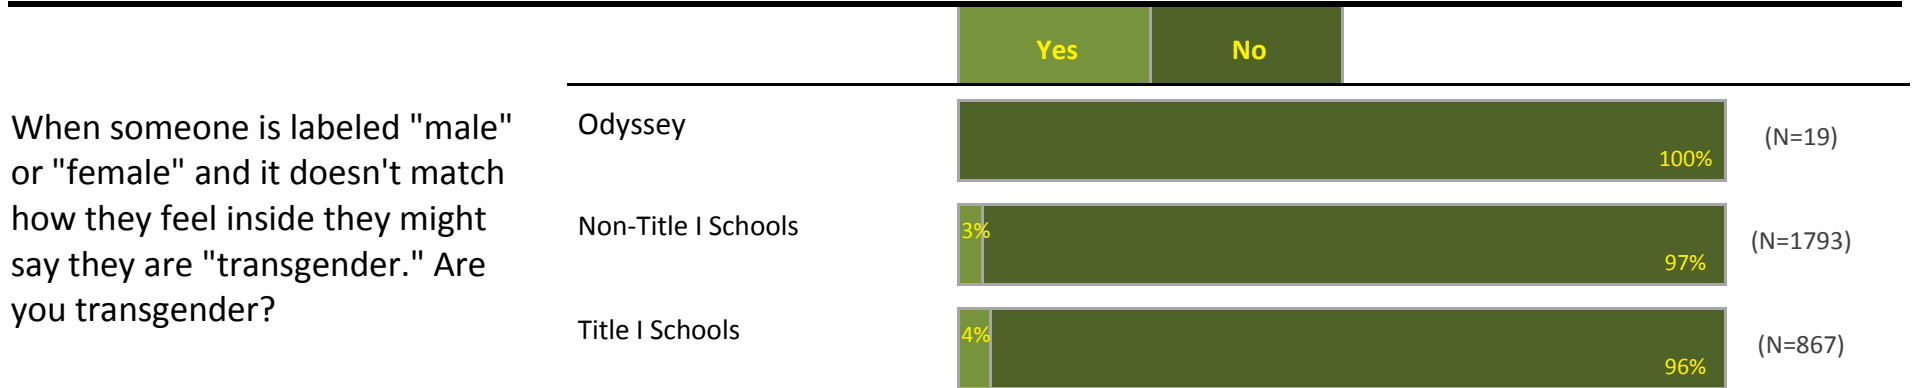 Yes No
When someone is labeled "male"
or "female" and it doesn't match
how they feel inside they might
say they are "transgender." Are
you transgender?
Odyssey 100% (N=19)
Non-Title I Schools 3% 97% (N=1793)
Title I Schools 4% 96% (N=867)